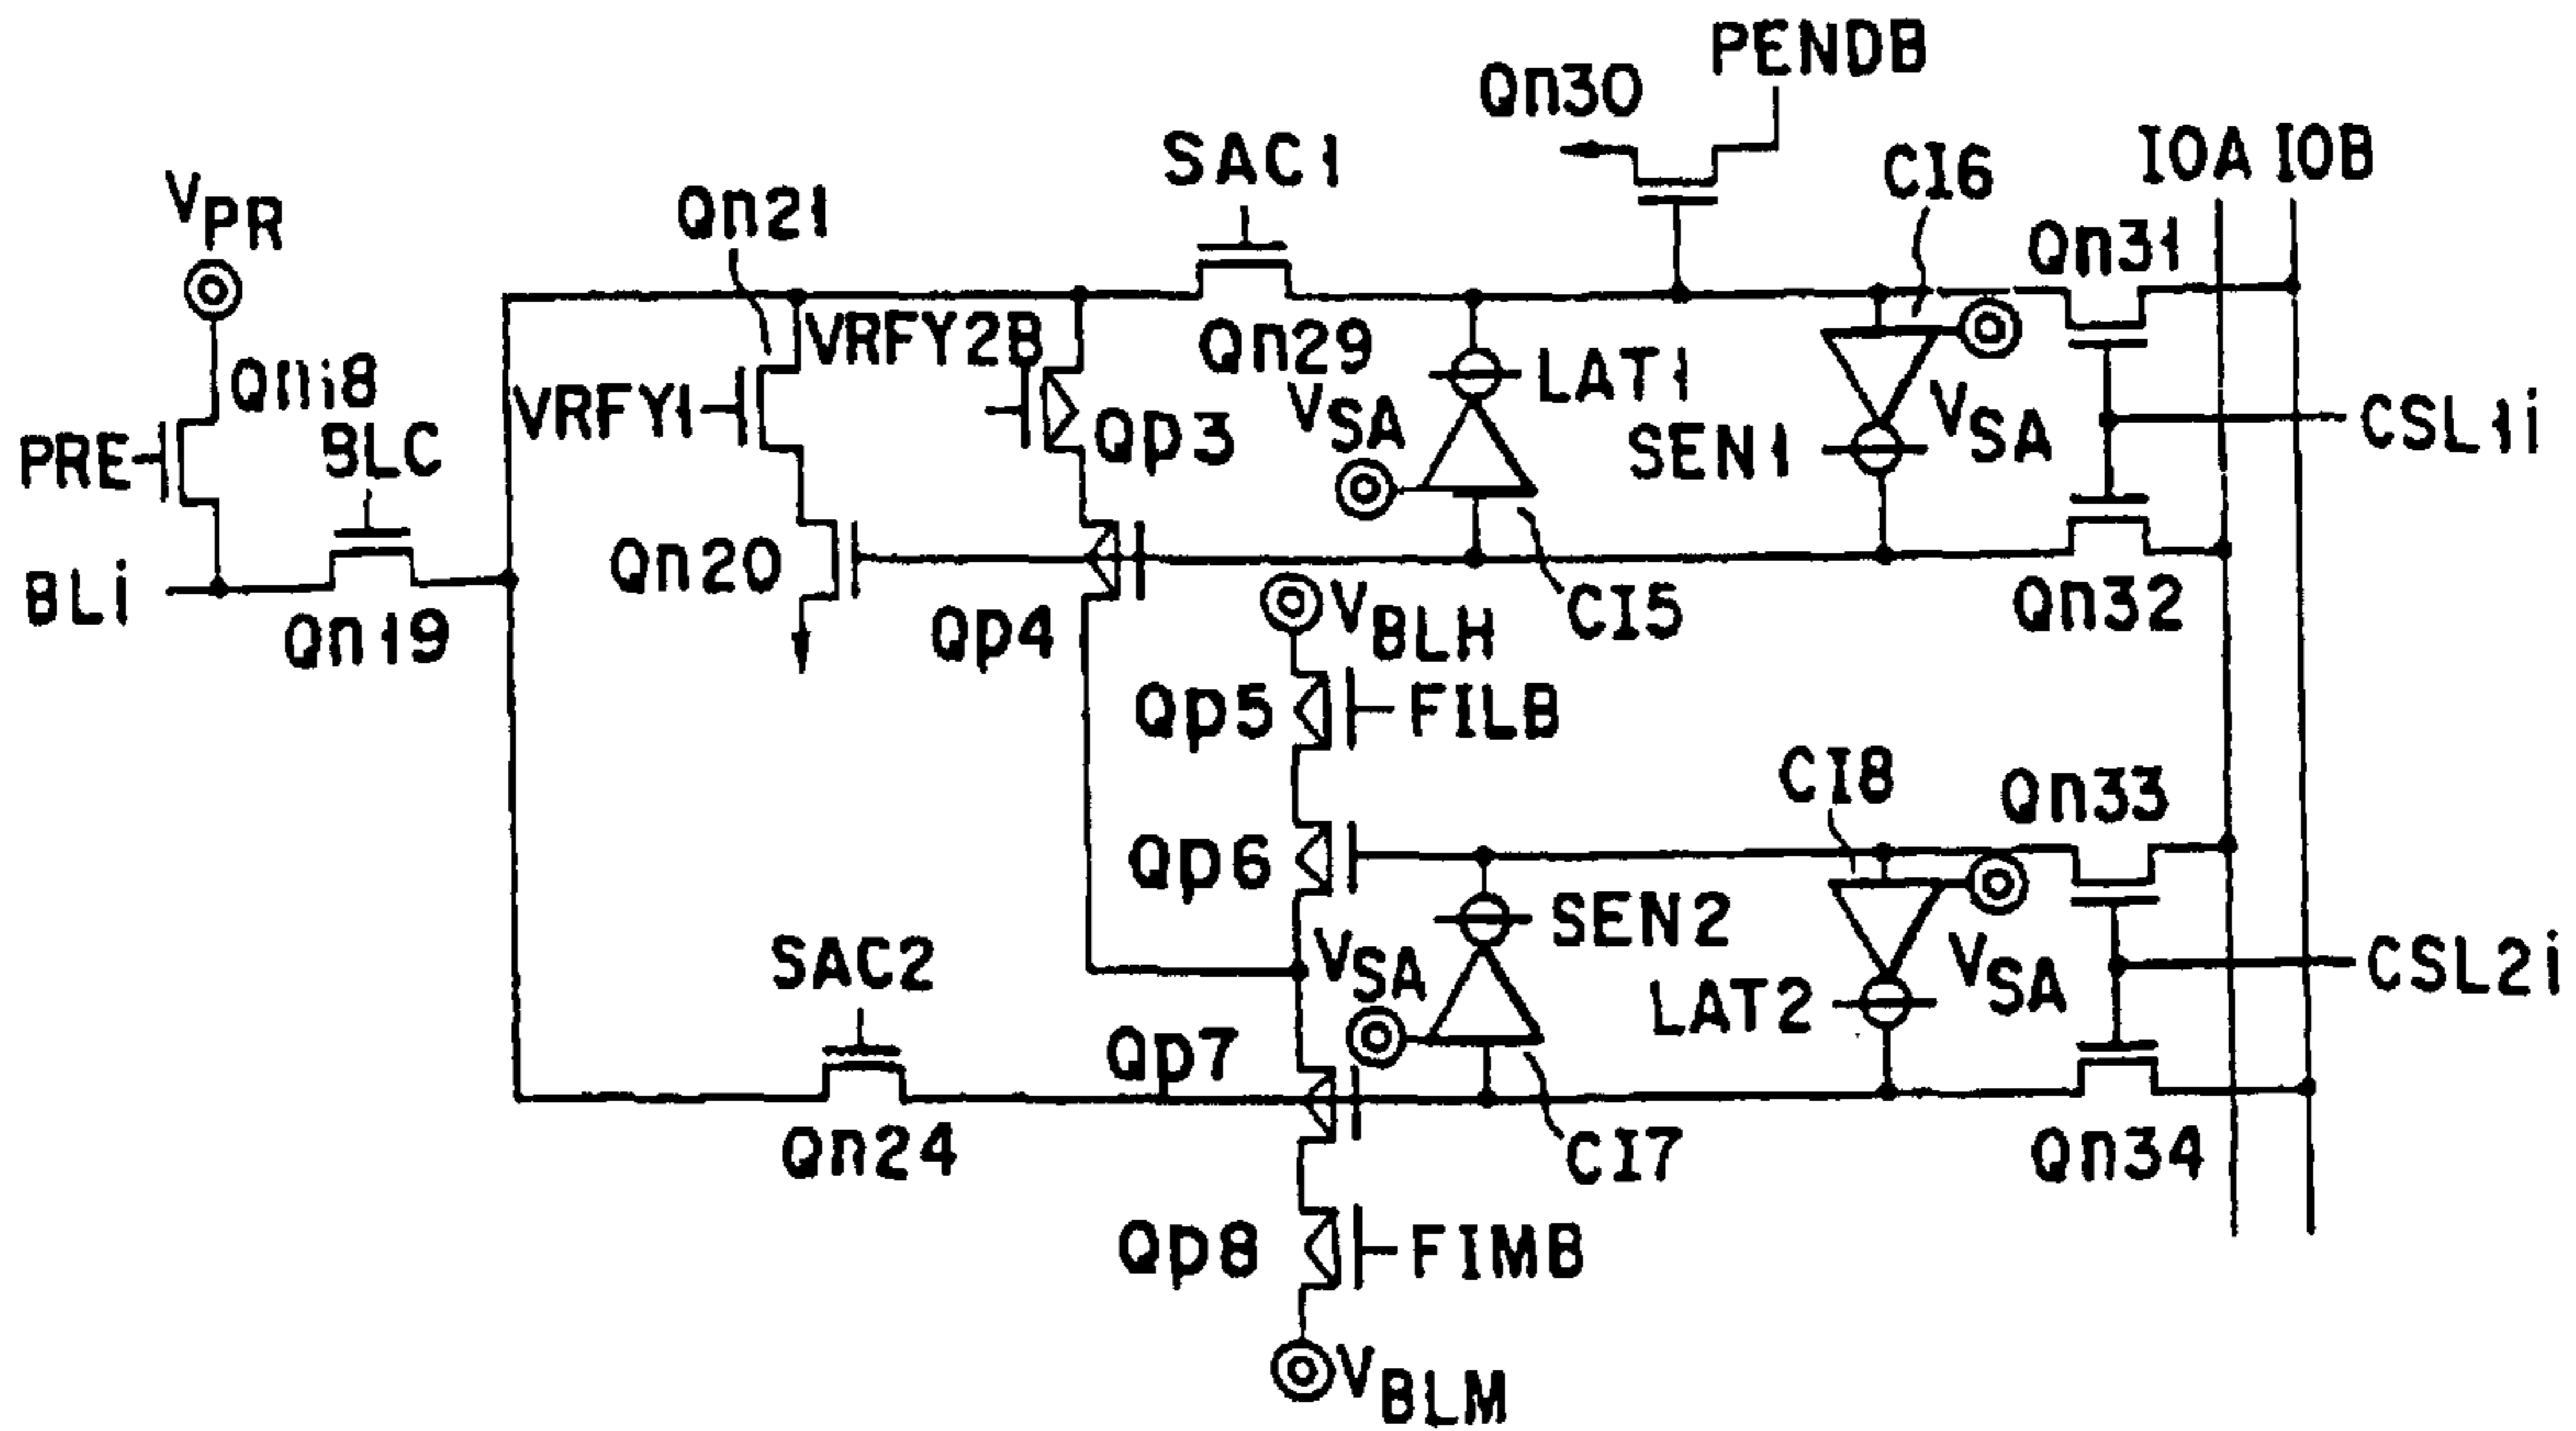 PENDB
Qn30
SAC1
IOA IOB
CI6
VPR
Qn21
Qn31
VRFY2B
Qn29
LAT1
Qni8
VRFY1
Qp3
VSA
SEN1
VSA
CSL1i
PRE
BLC
BLi
Qn19
Qn20
Qp4
VBLH
CI5
Qn32
Qp5
FILB
CI8
Qn33
Qp6
SEN2
SAC2
VSA
LAT2
VSA
CSL2i
Qp7
Qn24
CI7
Qn34
Qp8
FIMB
VBLM